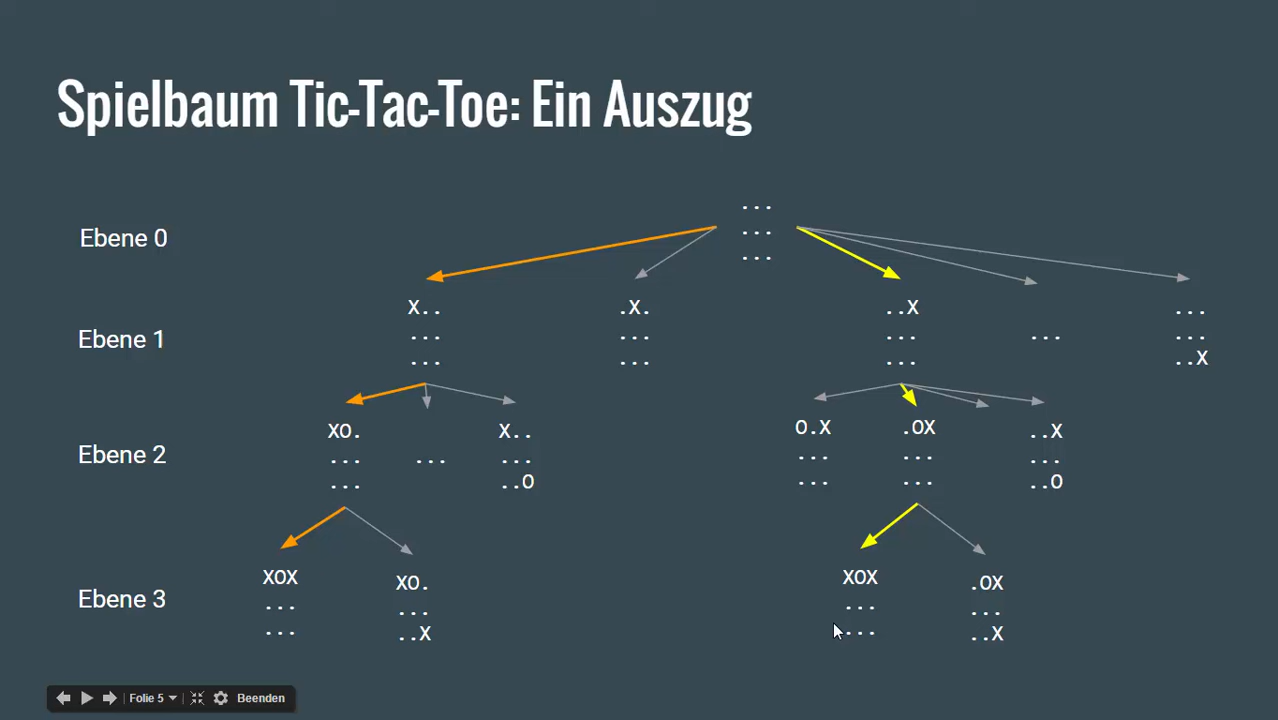 Spielbaum Tic-Tac-Toe: Ein Auszug
...
Ebene 0
...
...
X.. .X. ..X ...
Ebene 1
... ... ... ... ...
... ... ... ..X
XO. X.. O.X .OX ..X
Ebene 2
... ... ... ... ... ...
... ..O ... ... ..O
XOX XO. XOX .OX
Ebene 3
... ... ... ...
... ..X ... ..X
Folie 5 Beenden